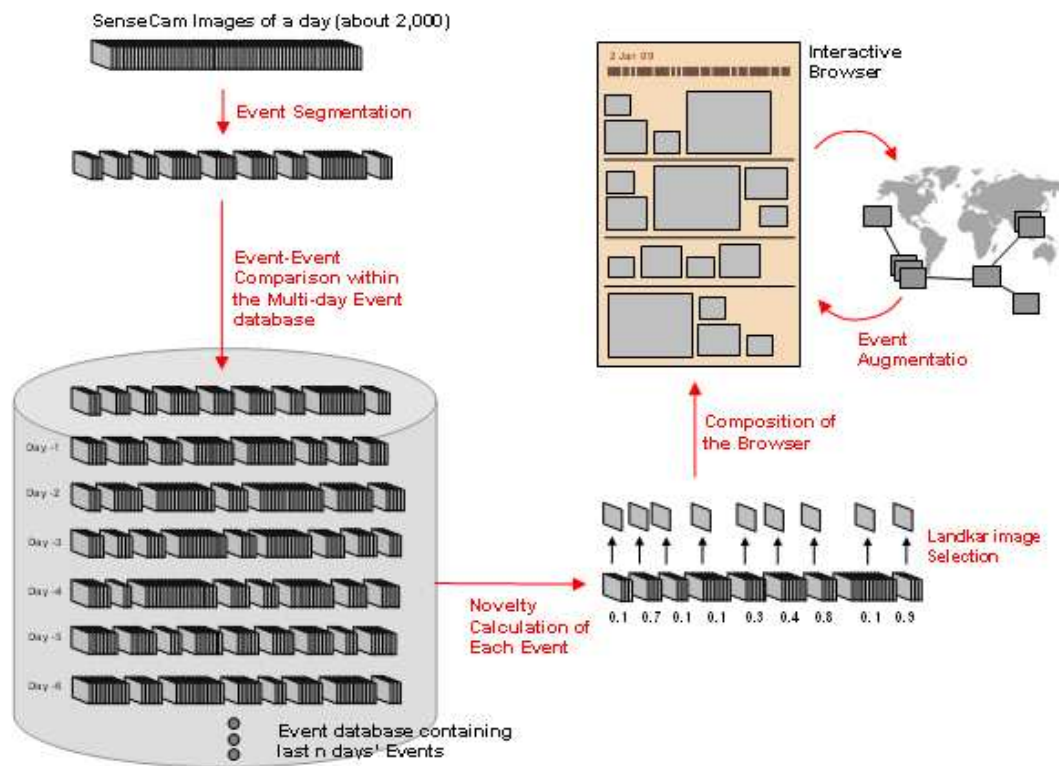 SenseCam Images of a day (about 2,000)
Event Segmentation
Event-Event
Comparison within
the Multi-day Event
database
Day -1
Day -2
Day -3
Day -4
Day -5
Day -6
Event database containing
last n days' Events
Novelty
Calculation of
Each Event
0.1 0.7 0.1 0.1 0.3 0.4 0.8 0.1 0.9
Landkar image
Selection
Composition of
the Browser
2 Jan 09
Interactive
Browser
Event
Augmentatio